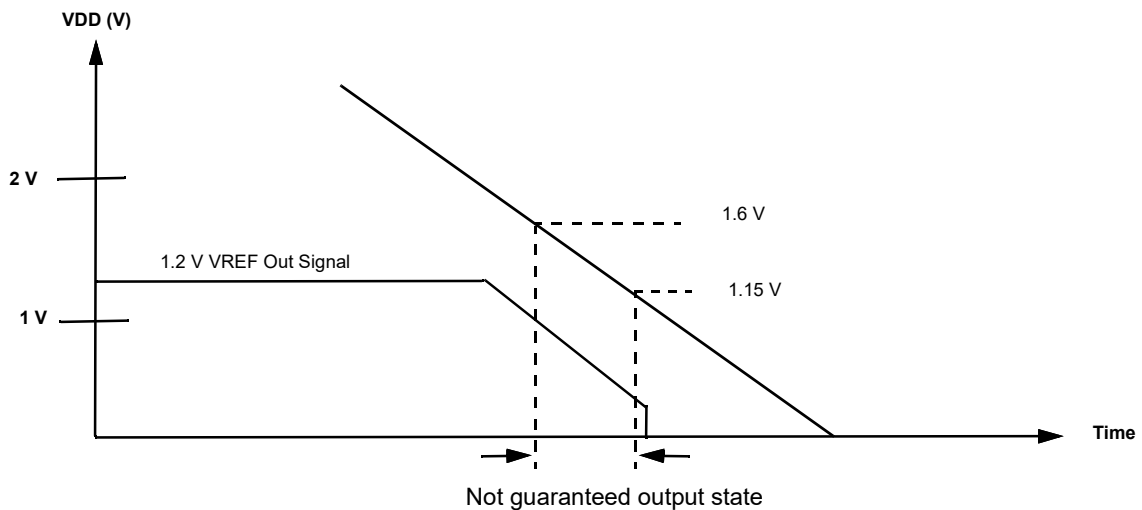 VDD (V)
2 V
1.6 V
1.2 V VREF Out Signal
1.15 V
1 V
Time
Not guaranteed output state